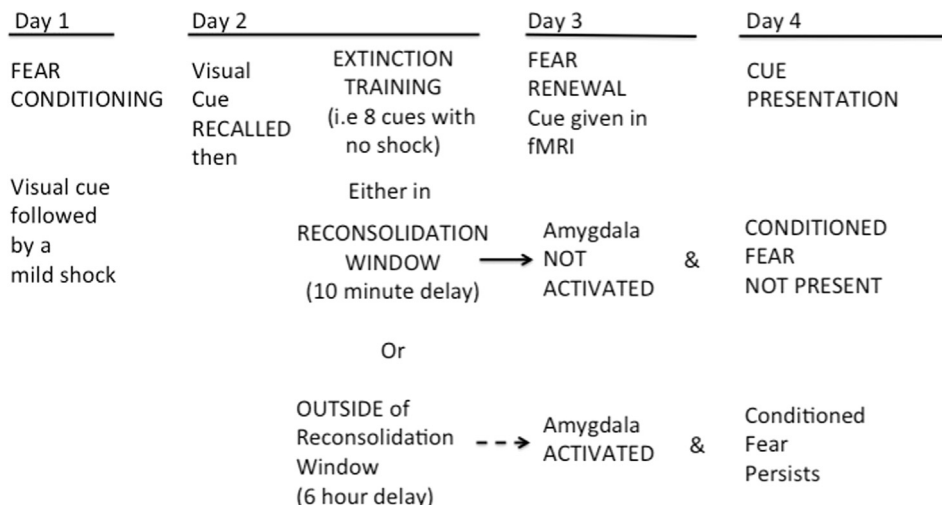 Day 1
FEAR
CONDITIONING
Visual cue
followed
by a
mild shock
Day 2
Visual
Cue
RECALLED
then
EXTINCTION
TRAINING
(i.e 8 cues with
no shock)
Either in
RECONSOLIDATION
WINDOW
(10 minute delay)
Or
OUTSIDE of
Reconsolidation
Window
(6 hour delay)
Day 3
FEAR
RENEWAL
Cue given in
fMRI
Amygdala
NOT
ACTIVATED
&
Amygdala
ACTIVATED
&
Day 4
CUE
PRESENTATION
CONDITIONED
FEAR
NOT PRESENT
Conditioned
Fear
Persists